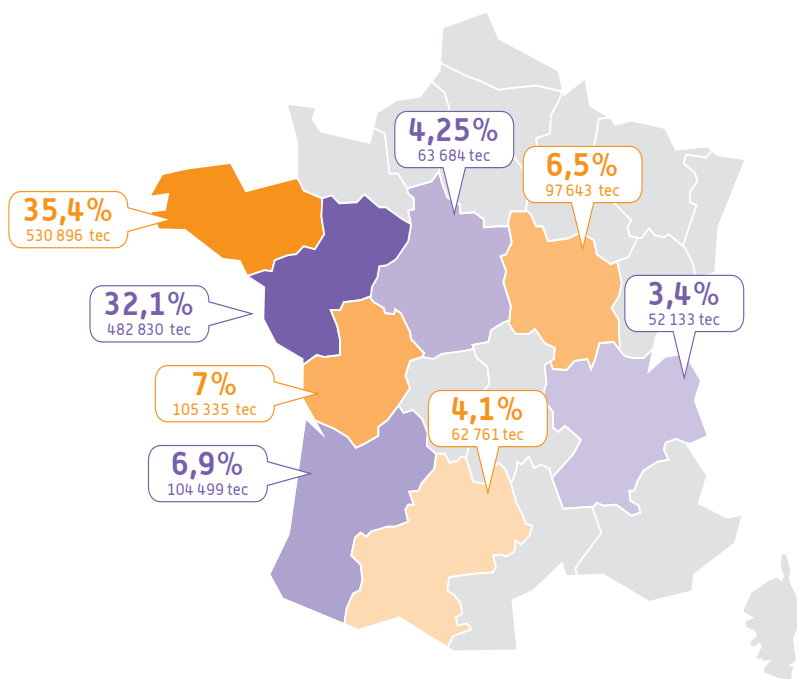 4,25%
63 684 tec
6,5%
97 643 tec
35,4%
530 896 tec
32,1%
482 830 tec
3,4%
52 133 tec
7%
105 335 tec
4,1%
62 761 tec
6,9%
104 499 tec